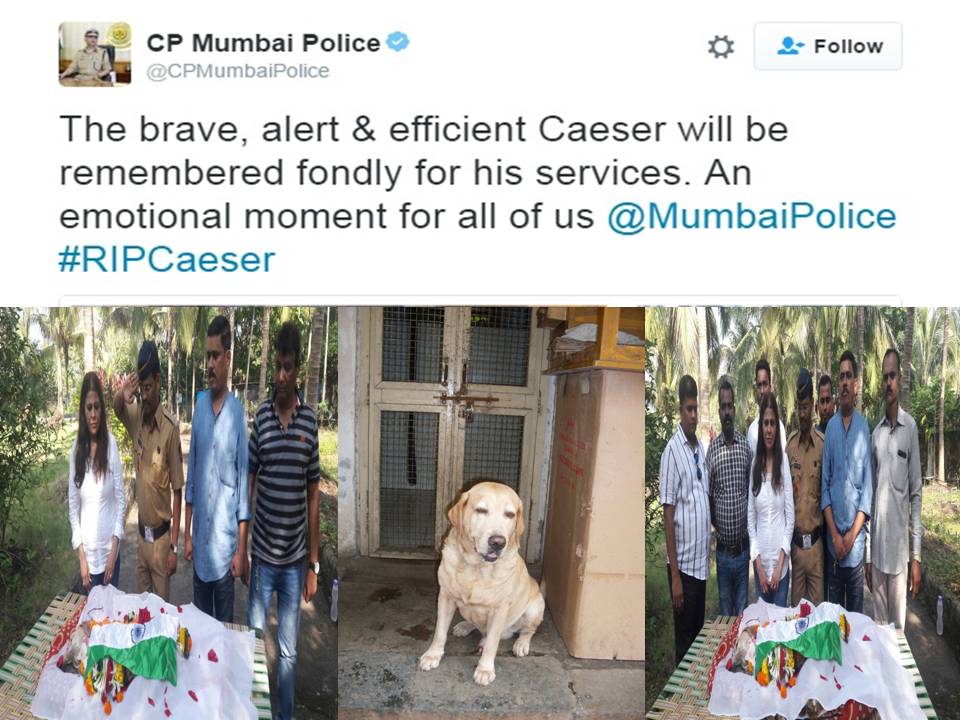 CP Mumbai Police
@CPMumbaiPolice
Follow
The brave, alert & efficient Caeser will be
remembered fondly for his services. An
emotional moment for all of us @MumbaiPolice
#RIPCaeser